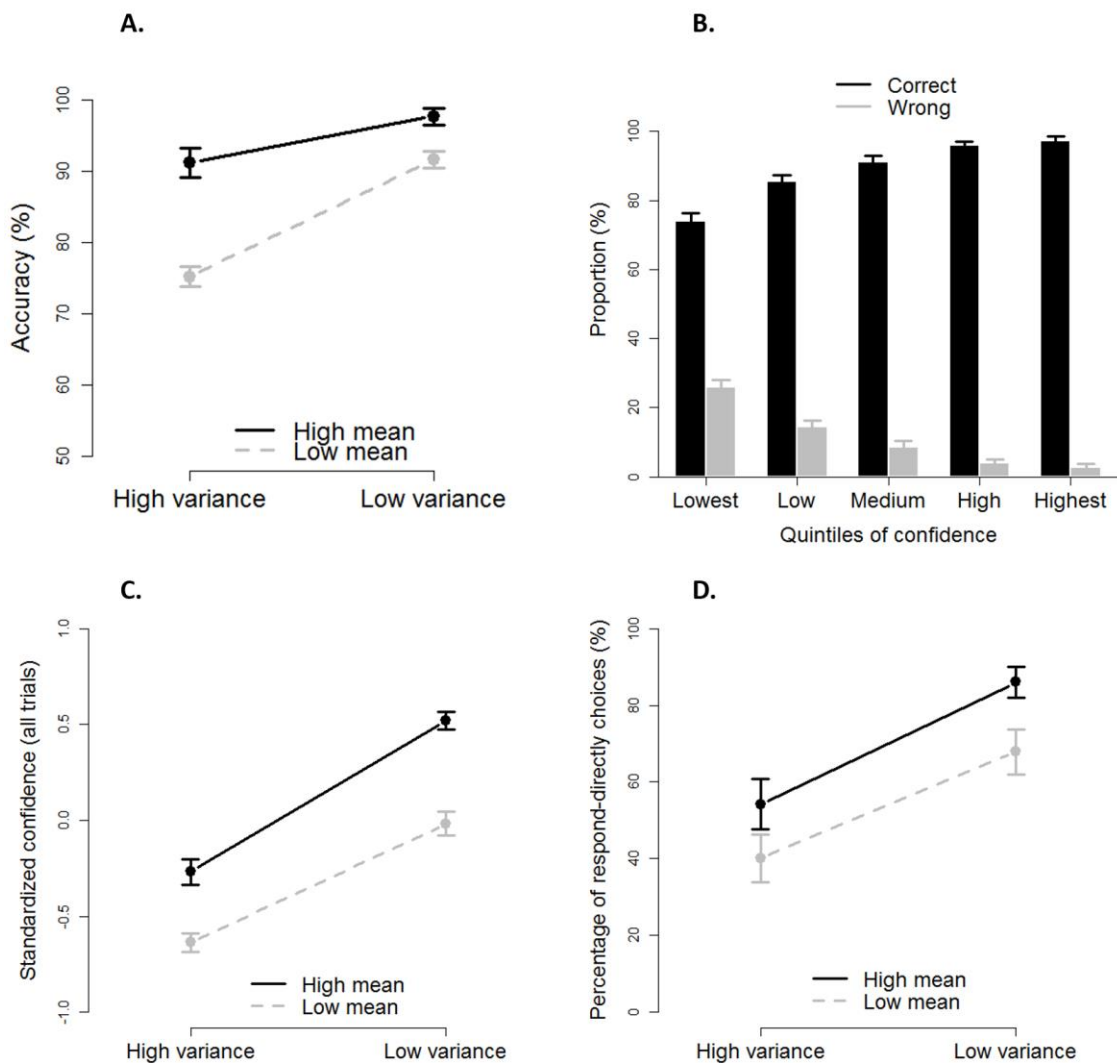 A.
Accuracy (%)
100
90
80
70
60
50
High mean
Low mean
High variance
Low variance
B.
Correct
Wrong
Proportion (%)
100
80
60
40
20
0
Lowest
Low
Medium
High
Highest
Quintiles of confidence
C.
Standardized confidence (all trials)
1.0
0.5
0.0
-0.5
-1.0
High mean
Low mean
High variance
Low variance
D.
Percentage of respond-directly choices (%)
100
80
60
40
20
0
High mean
Low mean
High variance
Low variance